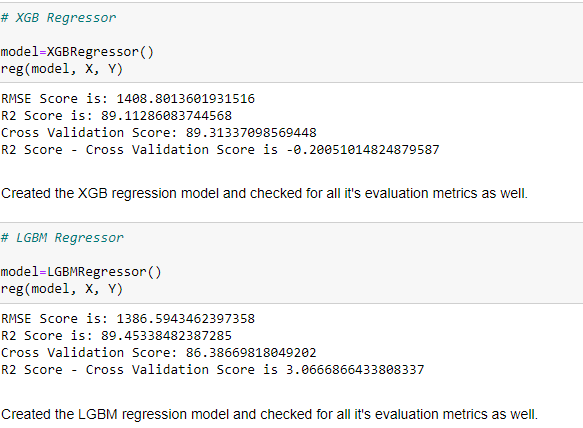 # XGB Regressor
model=XGBRegressor()
reg(model, X, Y)
RMSE Score is: 1408.8013601931516
R2 Score is: 89.11286083744568
Cross Validation Score: 89.31337098569448
R2 Score - Cross Validation Score is -0.20051014824879587
Created the XGB regression model and checked for all it's evaluation metrics as well.
# LGBM Regressor
model=LGBMRegressor()
reg(model, X, Y)
RMSE Score is: 1386.5943462397358
R2 Score is: 89.45338482387285
Cross Validation Score: 86.38669818049202
R2 Score - Cross Validation Score is 3.0666866433808337
Created the LGBM regression model and checked for all it's evaluation metrics as well.